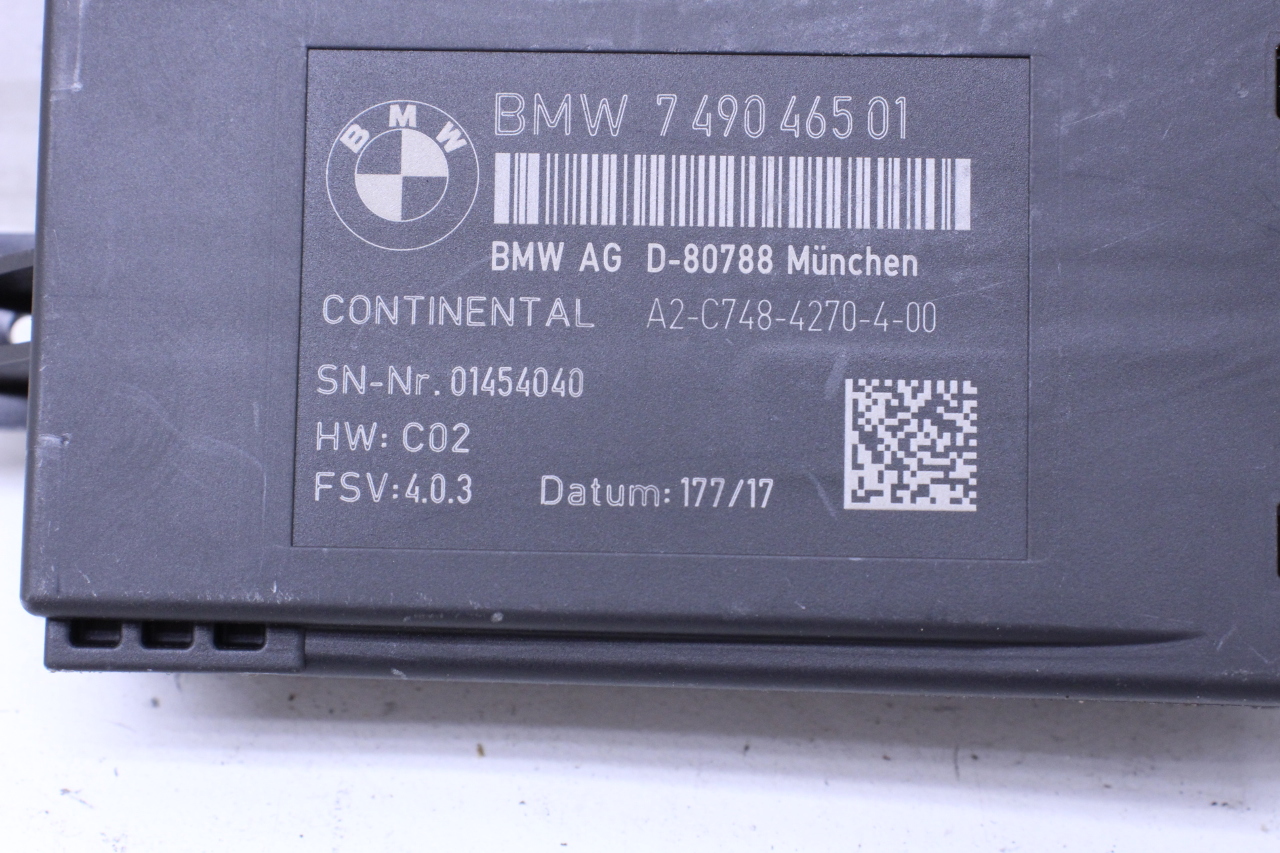 BMW
BMW 7 490 465 01
BMW AG D-80788 München
CONTINENTAL A2-C748-4270-4-00
SN-Nr. 01454040
HW: C02
FSV:4.0.3 Datum: 177/17